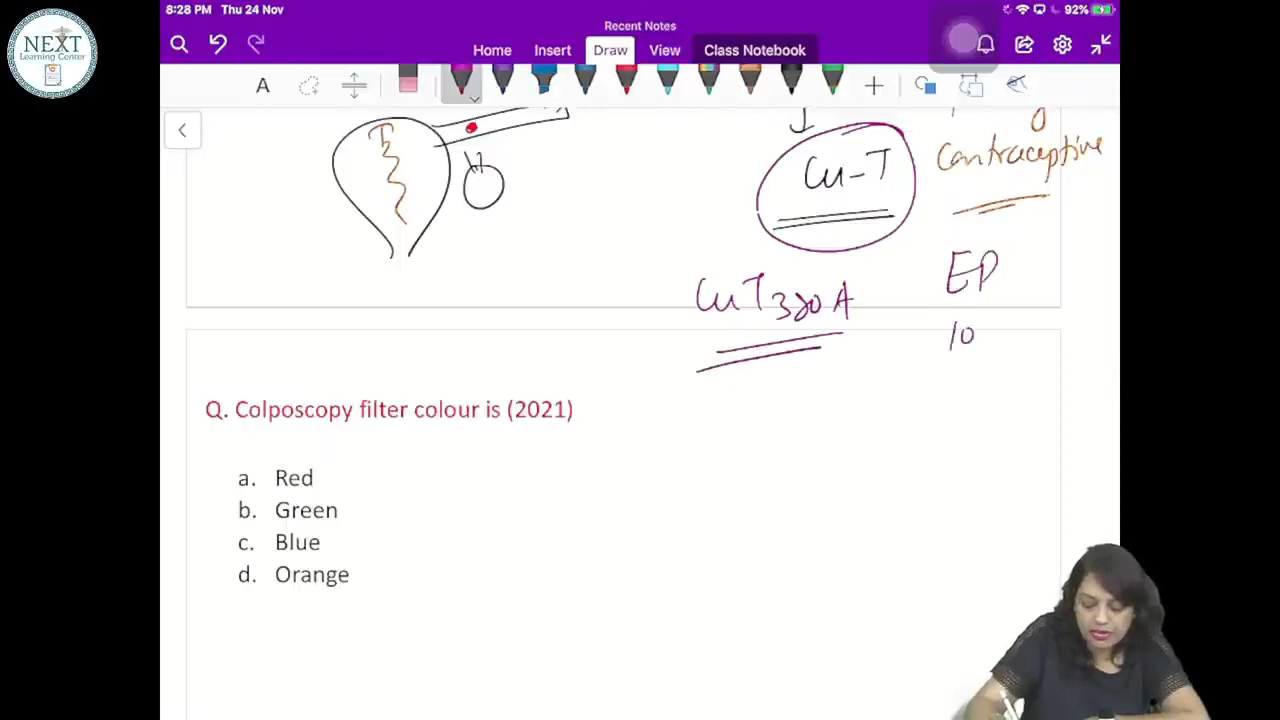 8:28 PM Thu 24 Nov
92%
NEXT
Learning Center
Recent Notes
Home Insert Draw View Class Notebook
A
Contraceptive
Cu-T
EP
CuT 380A
10
Q. Colposcopy filter colour is (2021)
a. Red
b. Green
c. Blue
d. Orange